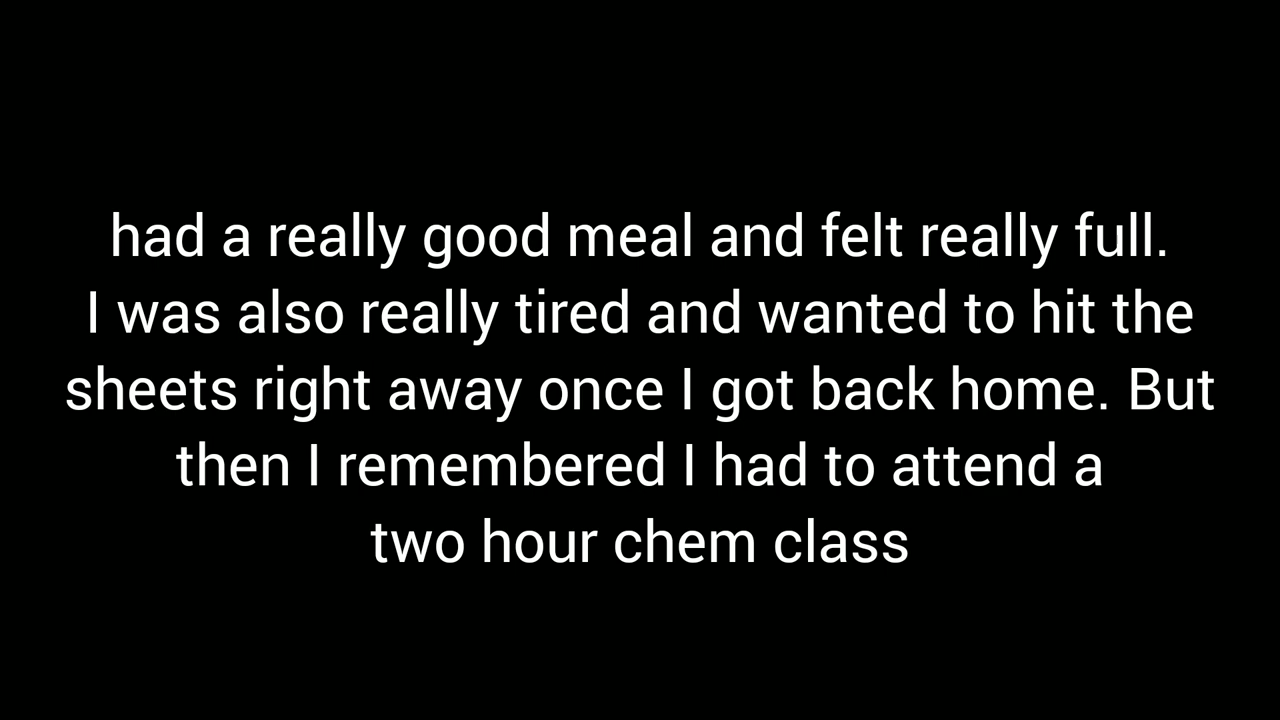 had a really good meal and felt really full.
I was also really tired and wanted to hit the
sheets right away once I got back home. But
then I remembered I had to attend a
two hour chem class